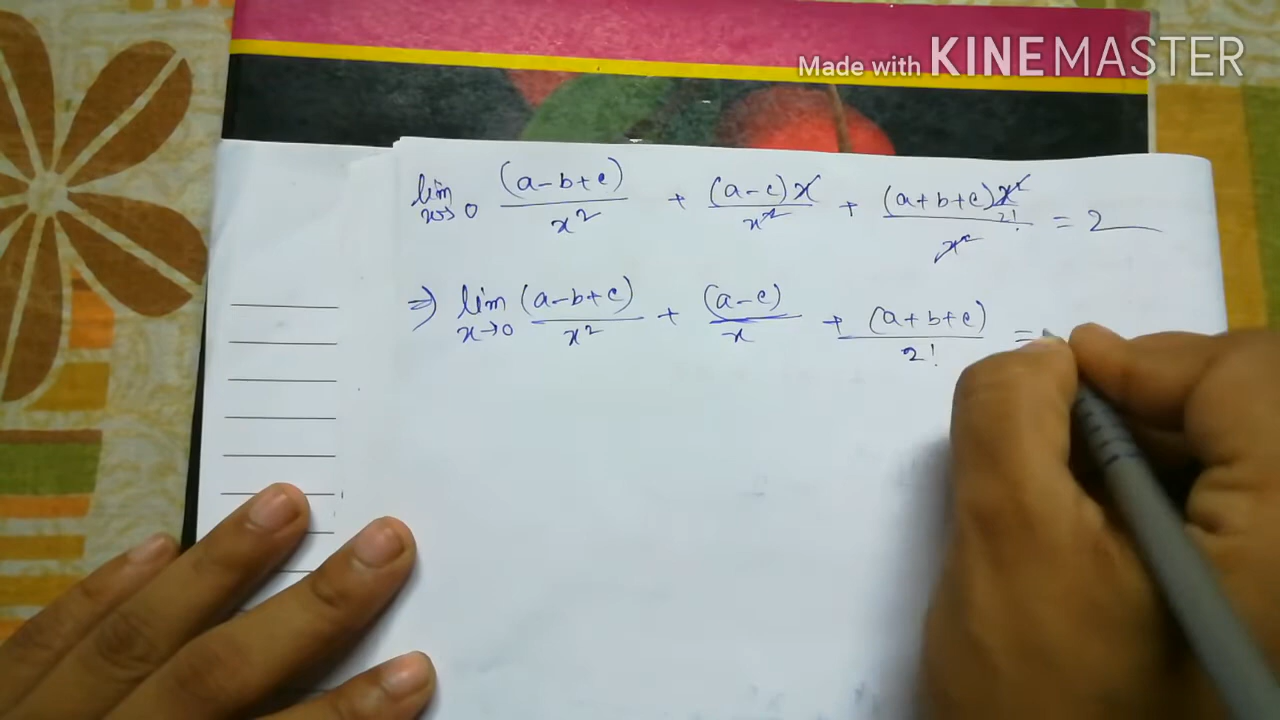 Made with KINEMASTER
lim x→0 (a-b+c)/x² + (a-c)x/x² + (a+b+c)x²/2!/x² = 2
⇒ lim x→0 (a-b+c)/x² + (a-c)/x + (a+b+c)/2! =